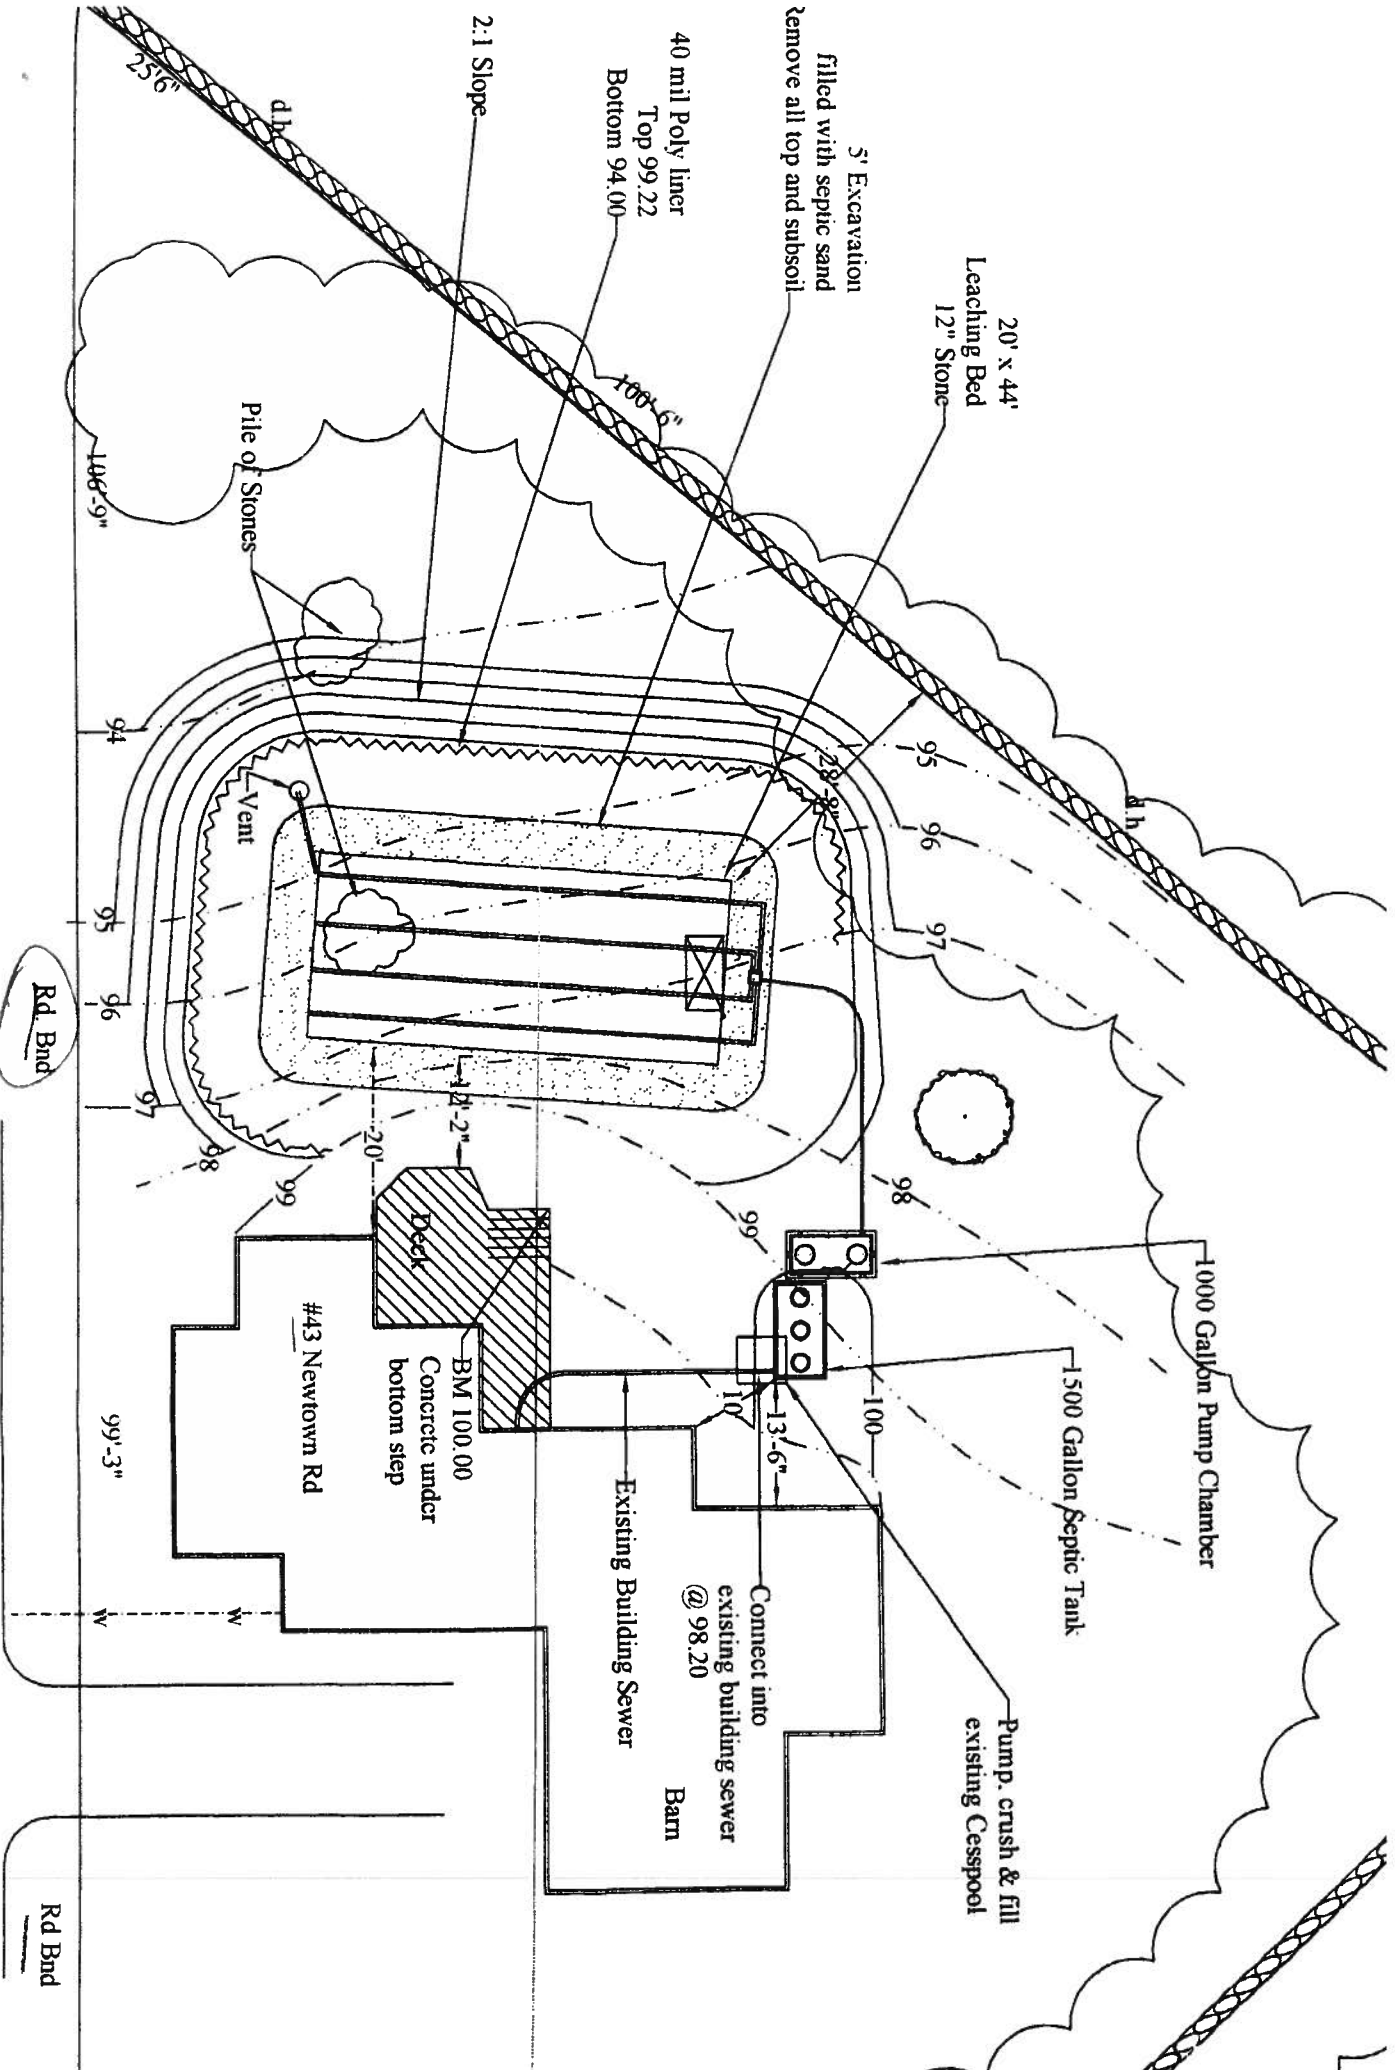 25'6"
d.h
2:1 Slope
40 mil Poly liner
Top 99.22
Bottom 94.00
5' Excavation
filled with septic sand
Remove all top and subsoil
20' x 44'
Leaching Bed
12" Stone
100'-6"
d.h
106'-9"
Pile of Stones
28'-8"
95
96
97
98
99
94
95
96
97
98
99
Vent
12'-2"
20'
Rd. Bnd
Deck
#43 Newtown Rd
99'-3"
BM 100.00
Concrete under
bottom step
10'
13'-6"
100
1000 Gallon Pump Chamber
1500 Gallon Septic Tank
Existing Building Sewer
Connect into
existing building sewer
@ 98.20
Pump, crush & fill
existing Cesspool
Barn
W
W
Rd Bnd